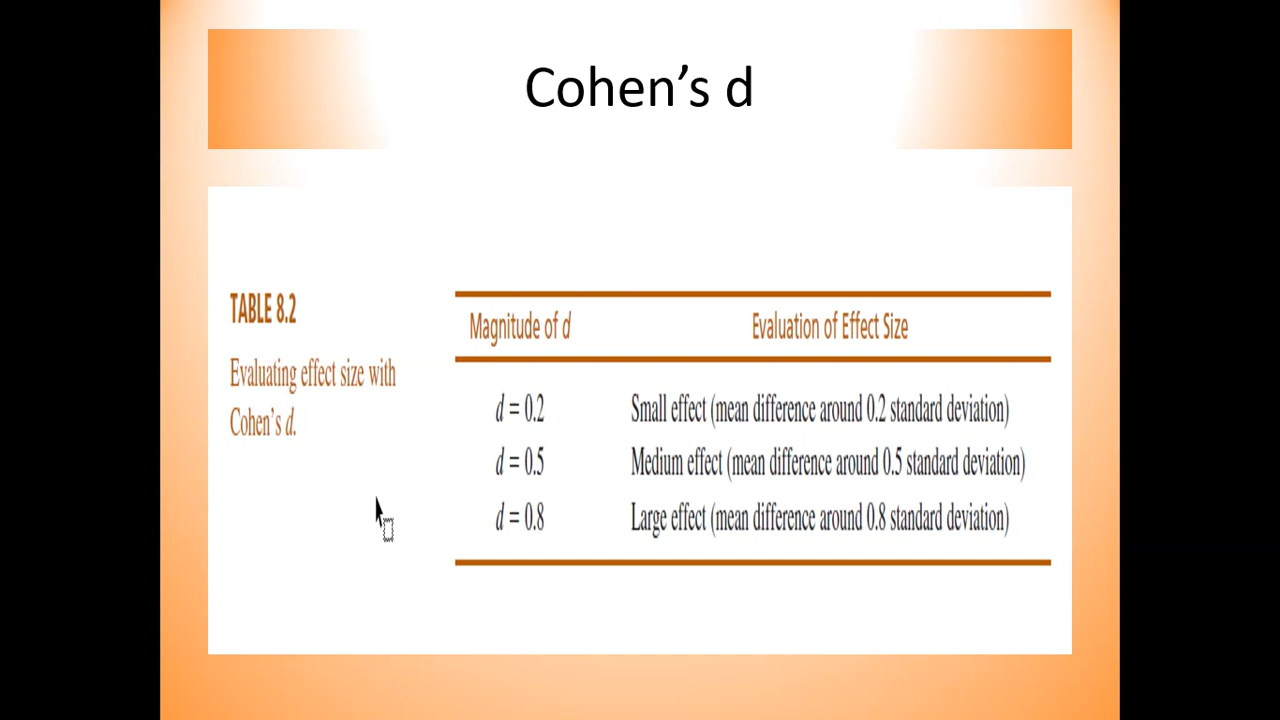 Cohen’s d
TABLE 8.2
Evaluating effect size with
Cohen’s d.
Magnitude of d Evaluation of Effect Size
d = 0.2 Small effect (mean difference around 0.2 standard deviation)
d = 0.5 Medium effect (mean difference around 0.5 standard deviation)
d = 0.8 Large effect (mean difference around 0.8 standard deviation)